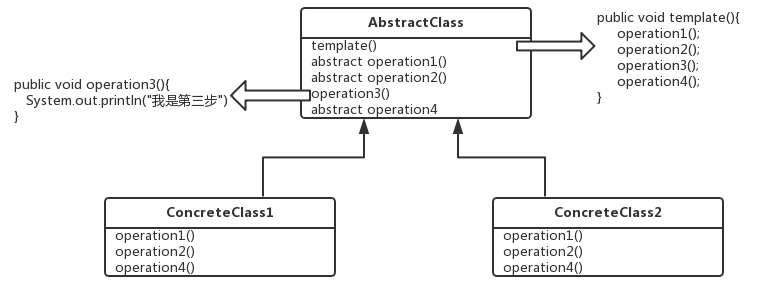 AbstractClass
template()
abstract operation1()
abstract operation2()
operation3()
abstract operation4
public void template(){
operation1();
operation2();
operation3();
operation4();
}
public void operation3(){
System.out.println("我是第三步")
}
ConcreteClass1
operation1()
operation2()
operation4()
ConcreteClass2
operation1()
operation2()
operation4()